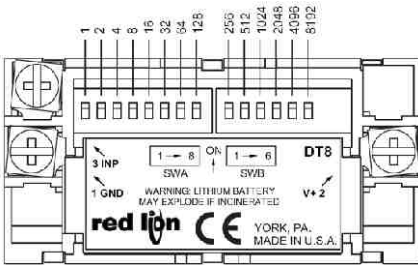 1 2 4 8 16 32 64 128 256 512 1024 2048 4096 8192
3 INP 1 → 8 ON 1 → 6 DT8
SWA SWB
1 GND V+ 2
WARNING: LITHIUM BATTERY
MAY EXPLODE IF INCINERATED
red lion CE YORK, PA.
MADE IN U.S.A.